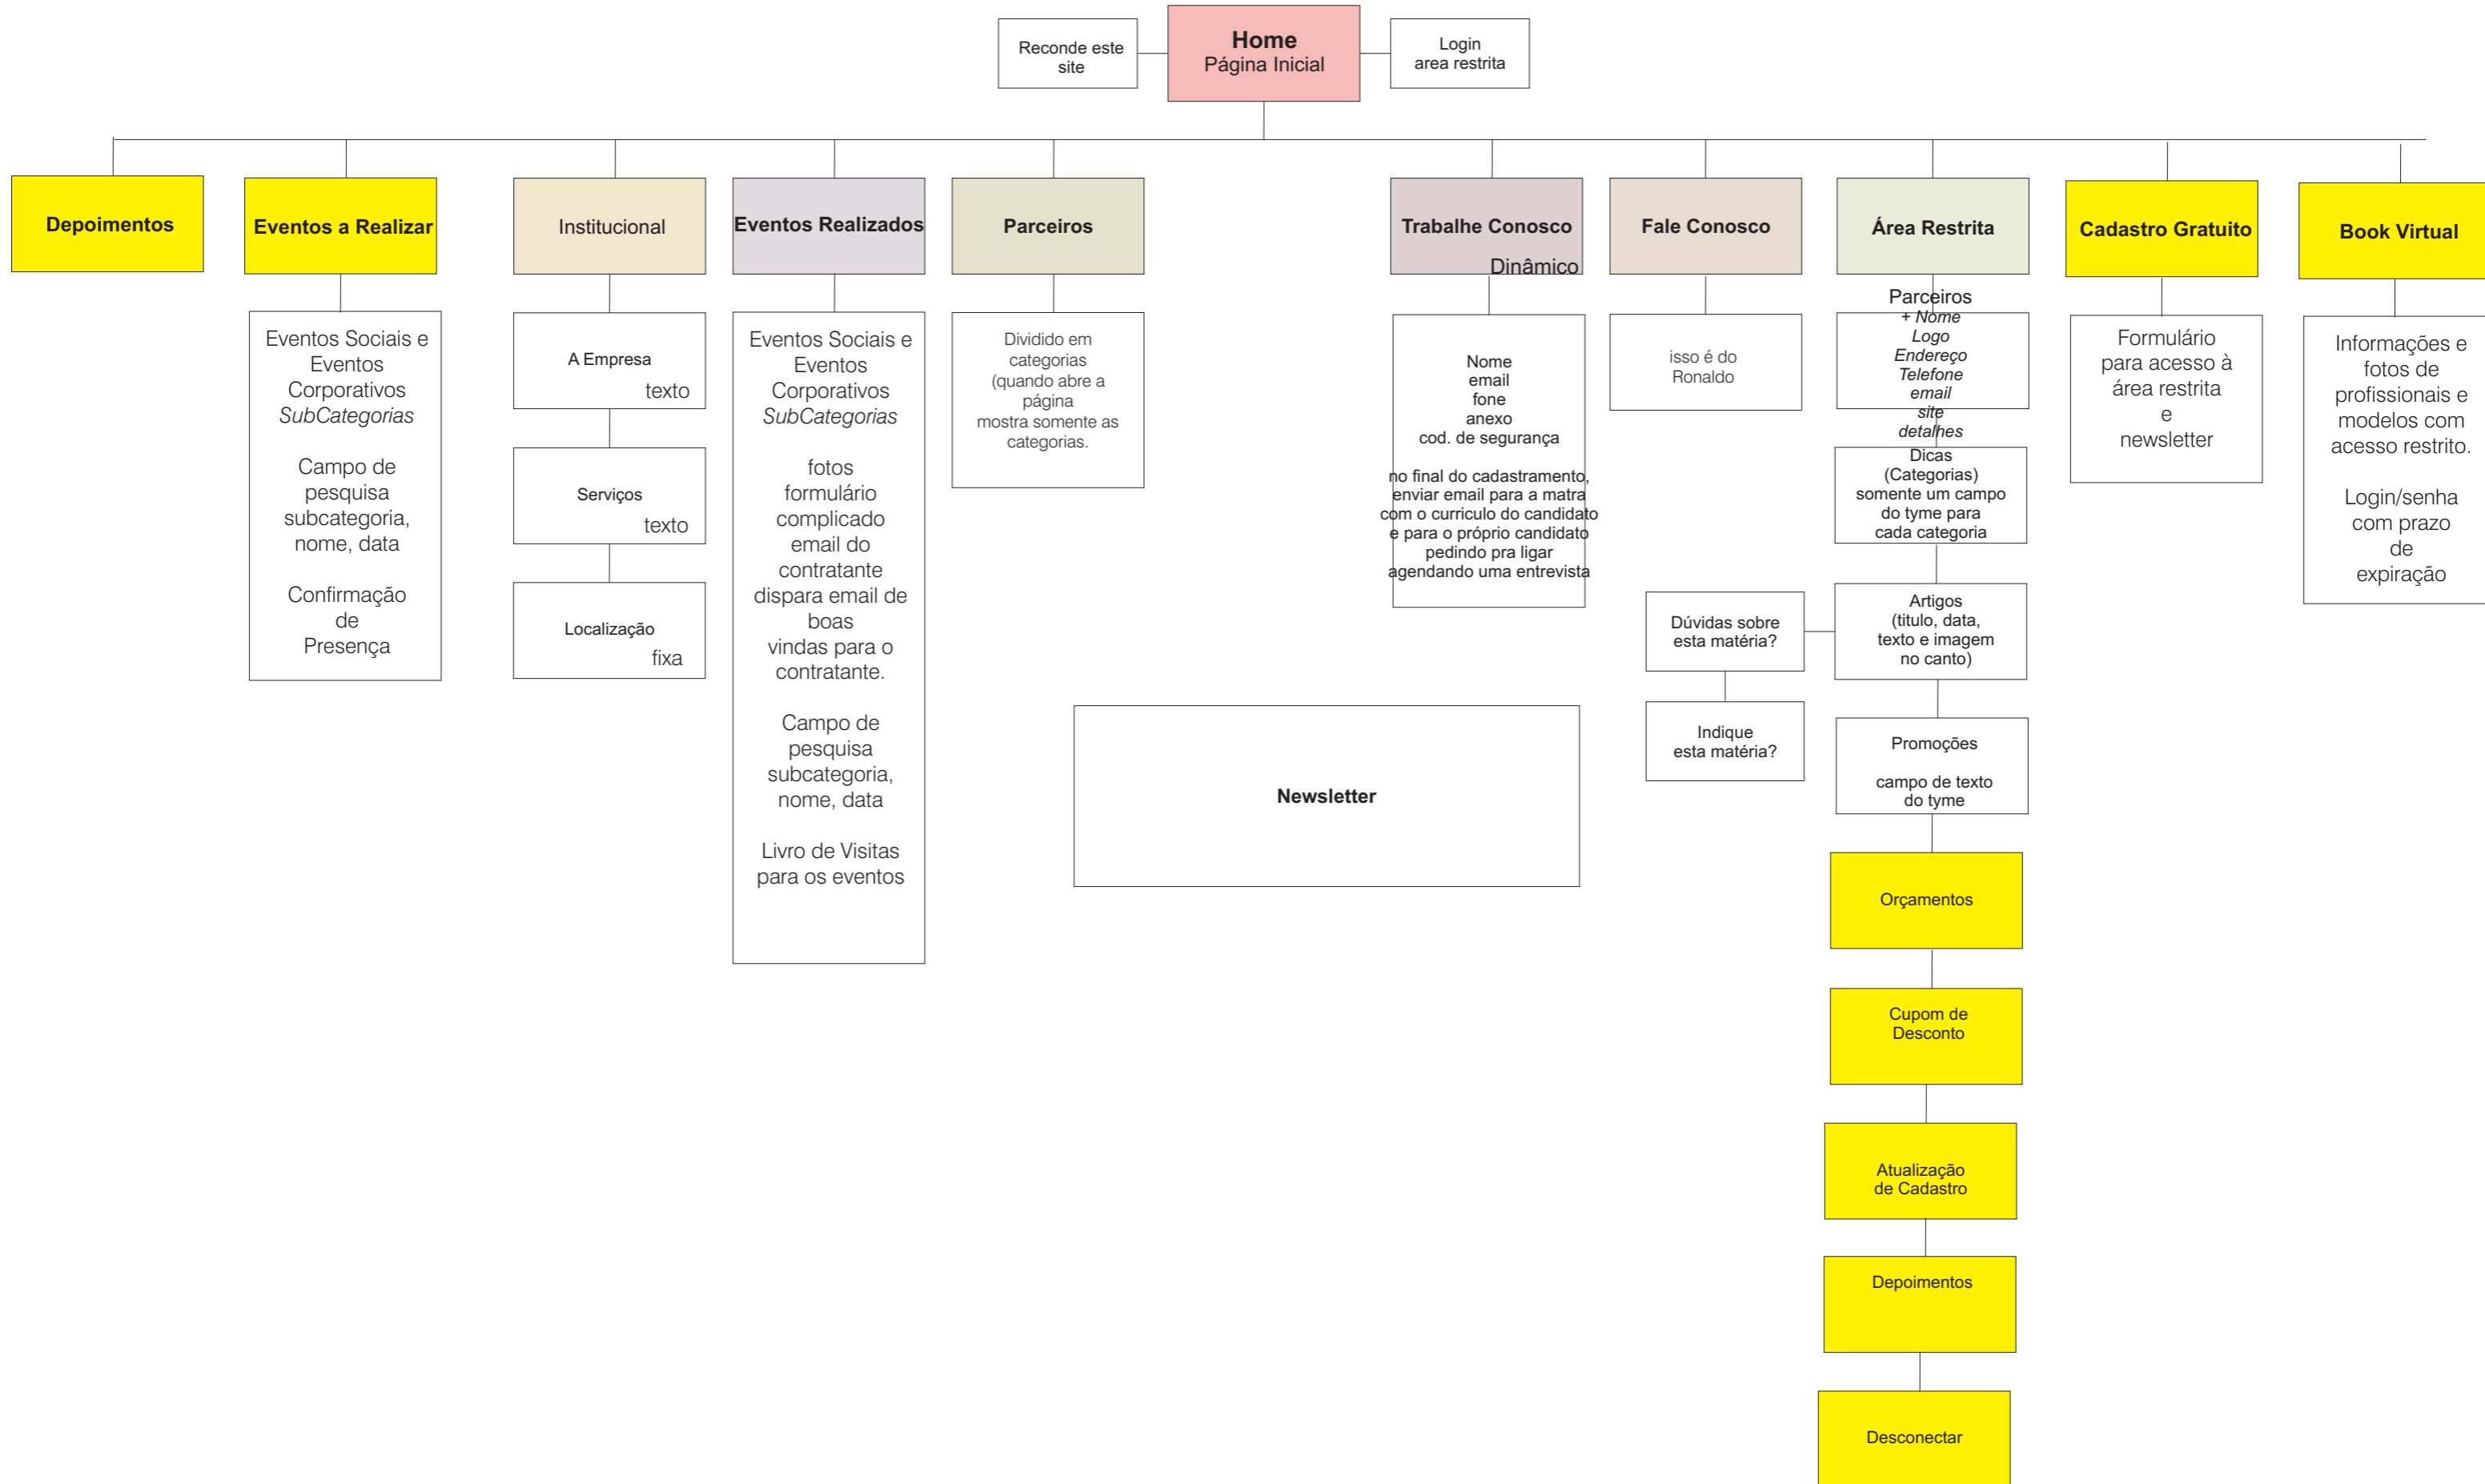 Reconde este
site
Home
Página Inicial
Login
area restrita
Depoimentos
Eventos a Realizar
Institucional
Eventos Realizados
Parceiros
Trabalhe Conosco
Dinâmico
Fale Conosco
Área Restrita
Cadastro Gratuito
Book Virtual
Eventos Sociais e
Eventos
Corporativos
SubCategorias
Campo de
pesquisa
subcategoria,
nome, data
Confirmação
de
Presença
A Empresa
texto
Serviços
texto
Localização
fixa
Eventos Sociais e
Eventos
Corporativos
SubCategorias
fotos
formulário
complicado
email do
contratante
dispara email de
boas
vindas para o
contratante.
Campo de
pesquisa
subcategoria,
nome, data
Livro de Visitas
para os eventos
Dividido em
categorias
(quando abre a
página
mostra somente as
categorias.
Newsletter
Nome
email
fone
anexo
cod. de segurança
no final do cadastramento,
enviar email para a matra
com o curriculo do candidato
e para o próprio candidato
pedindo pra ligar
agendando uma entrevista
isso é do
Ronaldo
Parceiros
+ Nome
Logo
Endereço
Telefone
email
site
detalhes
Dicas
(Categorias)
somente um campo
do tyme para
cada categoria
Artigos
(titulo, data,
texto e imagem
no canto)
Dúvidas sobre
esta matéria?
Indique
esta matéria?
Promoções
campo de texto
do tyme
Orçamentos
Cupom de
Desconto
Atualização
de Cadastro
Depoimentos
Desconectar
Formulário
para acesso à
área restrita
e
newsletter
Informações e
fotos de
profissionais e
modelos com
acesso restrito.
Login/senha
com prazo
de
expiração